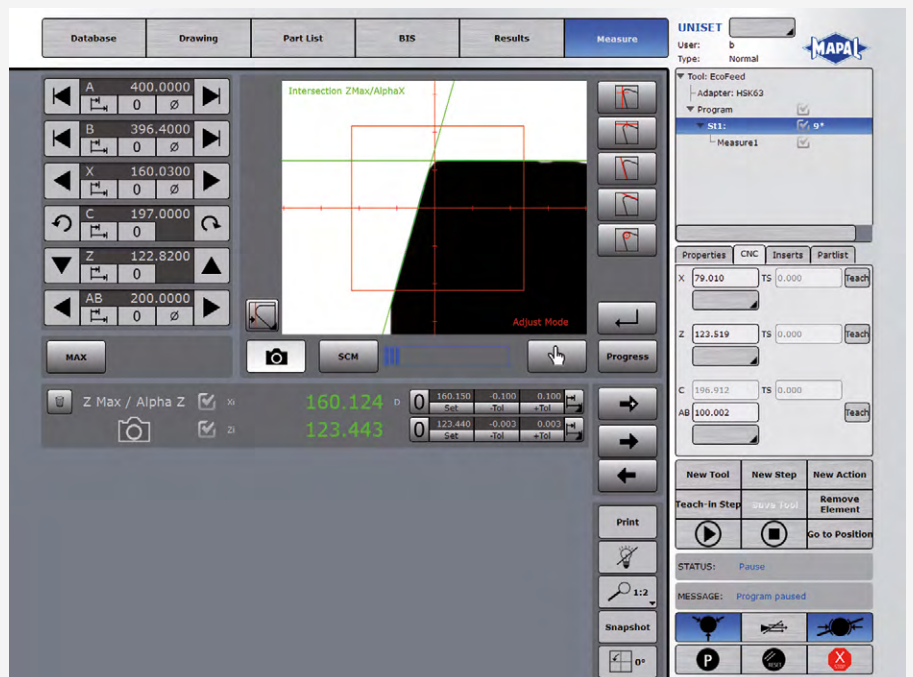 Database Drawing Part List BIS Results Measure
UNISET
User: b
Type: Normal
MAPAL
Tool: EcoFeed
Adapter: HSK63
Program
St1: 9*
Measure1
A 400.0000
0 Ø
B 396.4000
0 Ø
X 160.0300
0 Ø
C 197.0000
0
Z 122.8200
0
AB 200.0000
0 Ø
MAX
Intersection ZMax/AlphaX
Adjust Mode
SCM
Progress
Z Max / Alpha Z Xi 160.124 D 0 160.150 -0.100 0.100
Set -Tol +Tol
Zi 123.443 0 123.440 -0.003 0.003
Set -Tol +Tol
Print
1:2
Snapshot
0°
Properties CNC Inserts Partlist
X 79.010 TS 0.000 Teach
Z 123.519 TS 0.000 Teach
C 196.912 TS 0.000
AB 100.002 Teach
New Tool New Step New Action
Teach-in Step Save Tool Remove Element
Go to Position
STATUS: Pause
MESSAGE: Program paused
P RESET X STOP